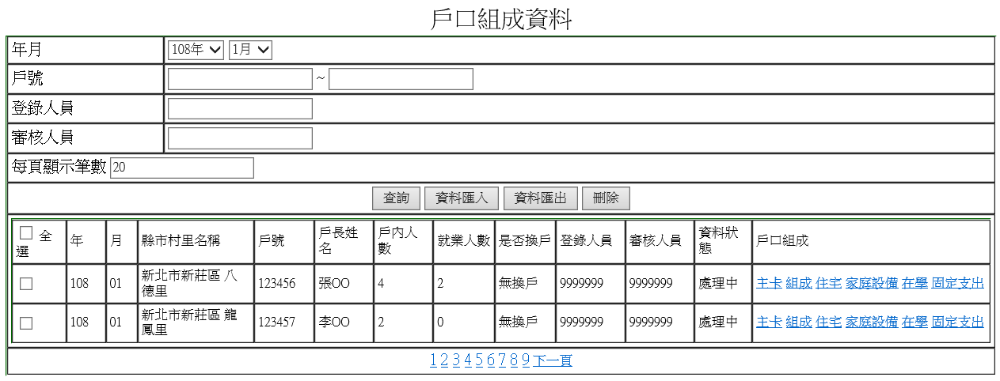 戶口組成資料
年月 108年 1月
戶號 ~
登錄人員
審核人員
每頁顯示筆數 20
查詢 資料匯入 資料匯出 刪除
全選 年 月 縣市村里名稱 戶號 戶長姓名 戶內人數 就業人數 是否換戶 登錄人員 審核人員 資料狀態 戶口組成
108 01 新北市新莊區 八德里 123456 張OO 4 2 無換戶 9999999 9999999 處理中 主卡 組成 住宅 家庭設備 在學 固定支出
108 01 新北市新莊區 龍鳳里 123457 李OO 2 0 無換戶 9999999 9999999 處理中 主卡 組成 住宅 家庭設備 在學 固定支出
1 2 3 4 5 6 7 8 9 下一頁